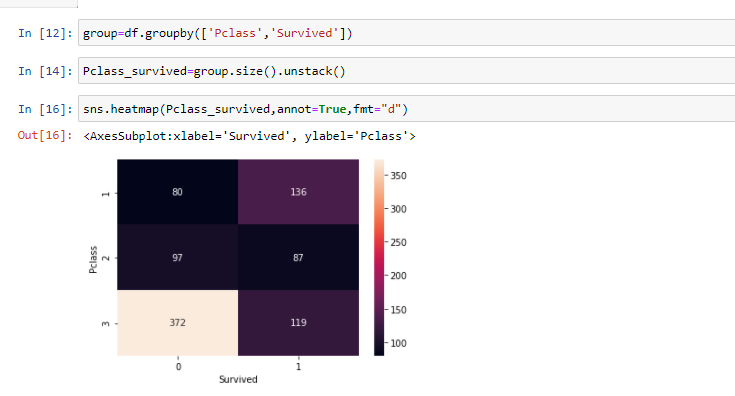 In [12]: group=df.groupby(['Pclass','Survived'])
In [14]: Pclass_survived=group.size().unstack()
In [16]: sns.heatmap(Pclass_survived,annot=True,fmt="d")
Out[16]: <AxesSubplot:xlabel='Survived', ylabel='Pclass'>
350
1 80 136
300
250
Pclass
2 97 87
200
150
3 372 119
100
0 1
Survived